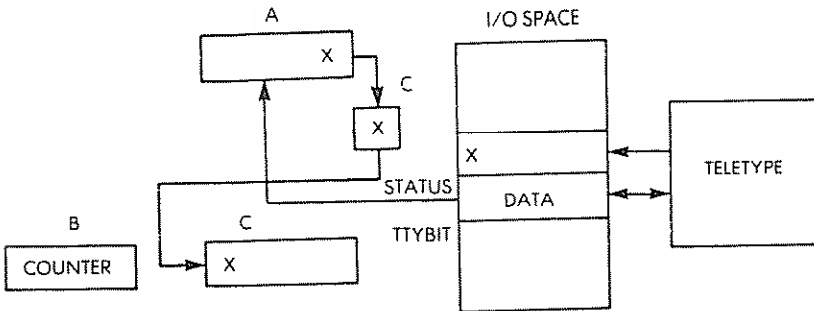 A
I/O SPACE
X
C
X
X
TELETYPE
STATUS
DATA
B
C
TTYBIT
COUNTER
X